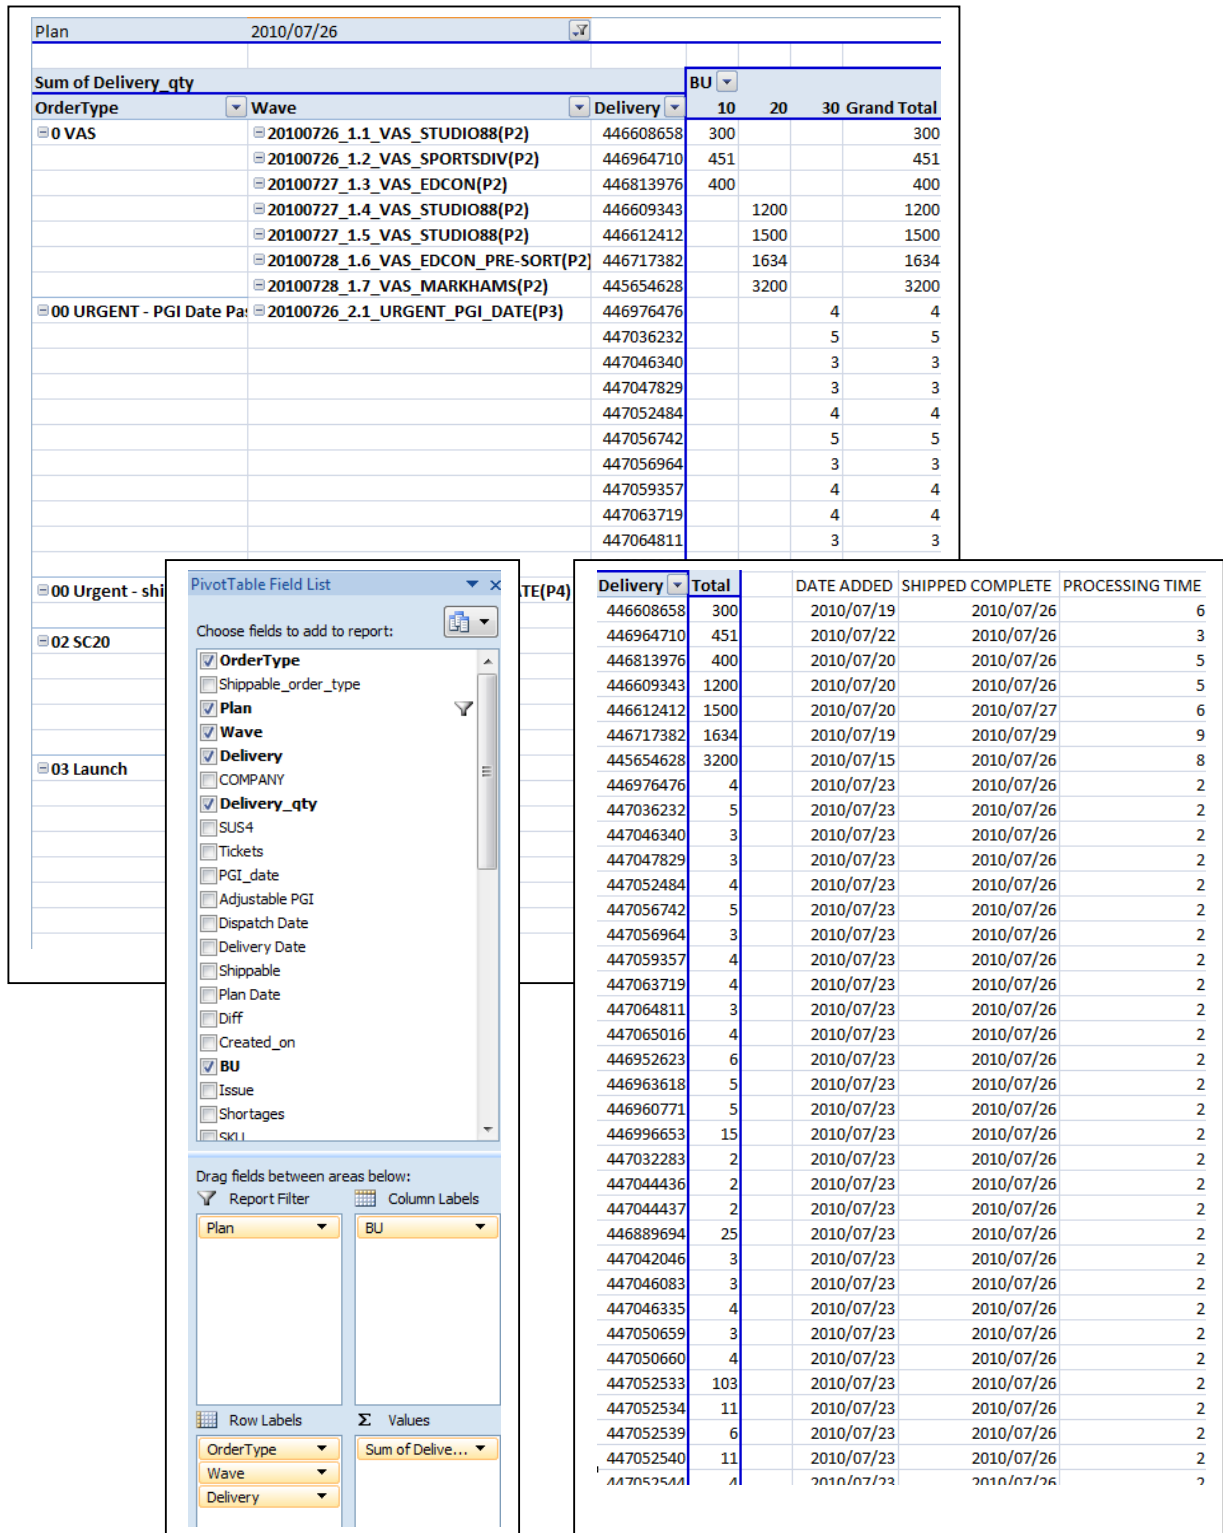 Plan 2010/07/26
Sum of Delivery_qty BU
OrderType Wave Delivery 10 20 30 Grand Total
0 VAS 20100726_1.1_VAS_STUDIO88(P2) 446608658 300 300
20100726_1.2_VAS_SPORTSDIV(P2) 446964710 451 451
20100727_1.3_VAS_EDCON(P2) 446813976 400 400
20100727_1.4_VAS_STUDIO88(P2) 446609343 1200 1200
20100727_1.5_VAS_STUDIO88(P2) 446612412 1500 1500
20100728_1.6_VAS_EDCON_PRE-SORT(P2) 446717382 1634 1634
20100728_1.7_VAS_MARKHAMS(P2) 445654628 3200 3200
00 URGENT - PGI Date Pa 20100726_2.1_URGENT_PGI_DATE(P3) 446976476 4 4
447036232 5 5
447046340 3 3
447047829 3 3
447052484 4 4
447056742 5 5
447056964 3 3
447059357 4 4
447063719 4 4
447064811 3 3
00 Urgent - shi TE(P4)
02 SC20
03 Launch
PivotTable Field List
Choose fields to add to report:
OrderType
Shippable_order_type
Plan
Wave
Delivery
COMPANY
Delivery_qty
SUS4
Tickets
PGI_date
Adjustable PGI
Dispatch Date
Delivery Date
Shippable
Plan Date
Diff
Created_on
BU
Issue
Shortages
SKU
Drag fields between areas below:
Report Filter Column Labels
Plan BU
Row Labels Σ Values
OrderType Sum of Delive...
Wave
Delivery
Delivery Total DATE ADDED SHIPPED COMPLETE PROCESSING TIME
446608658 300 2010/07/19 2010/07/26 6
446964710 451 2010/07/22 2010/07/26 3
446813976 400 2010/07/20 2010/07/26 5
446609343 1200 2010/07/20 2010/07/26 5
446612412 1500 2010/07/20 2010/07/27 6
446717382 1634 2010/07/19 2010/07/29 9
445654628 3200 2010/07/15 2010/07/26 8
446976476 4 2010/07/23 2010/07/26 2
447036232 5 2010/07/23 2010/07/26 2
447046340 3 2010/07/23 2010/07/26 2
447047829 3 2010/07/23 2010/07/26 2
447052484 4 2010/07/23 2010/07/26 2
447056742 5 2010/07/23 2010/07/26 2
447056964 3 2010/07/23 2010/07/26 2
447059357 4 2010/07/23 2010/07/26 2
447063719 4 2010/07/23 2010/07/26 2
447064811 3 2010/07/23 2010/07/26 2
447065016 4 2010/07/23 2010/07/26 2
446952623 6 2010/07/23 2010/07/26 2
446963618 5 2010/07/23 2010/07/26 2
446960771 5 2010/07/23 2010/07/26 2
446996653 15 2010/07/23 2010/07/26 2
447032283 2 2010/07/23 2010/07/26 2
447044436 2 2010/07/23 2010/07/26 2
447044437 2 2010/07/23 2010/07/26 2
446889694 25 2010/07/23 2010/07/26 2
447042046 3 2010/07/23 2010/07/26 2
447046083 3 2010/07/23 2010/07/26 2
447046335 4 2010/07/23 2010/07/26 2
447050659 3 2010/07/23 2010/07/26 2
447050660 4 2010/07/23 2010/07/26 2
447052533 103 2010/07/23 2010/07/26 2
447052534 11 2010/07/23 2010/07/26 2
447052539 6 2010/07/23 2010/07/26 2
447052540 11 2010/07/23 2010/07/26 2
447052544 4 2010/07/23 2010/07/26 2